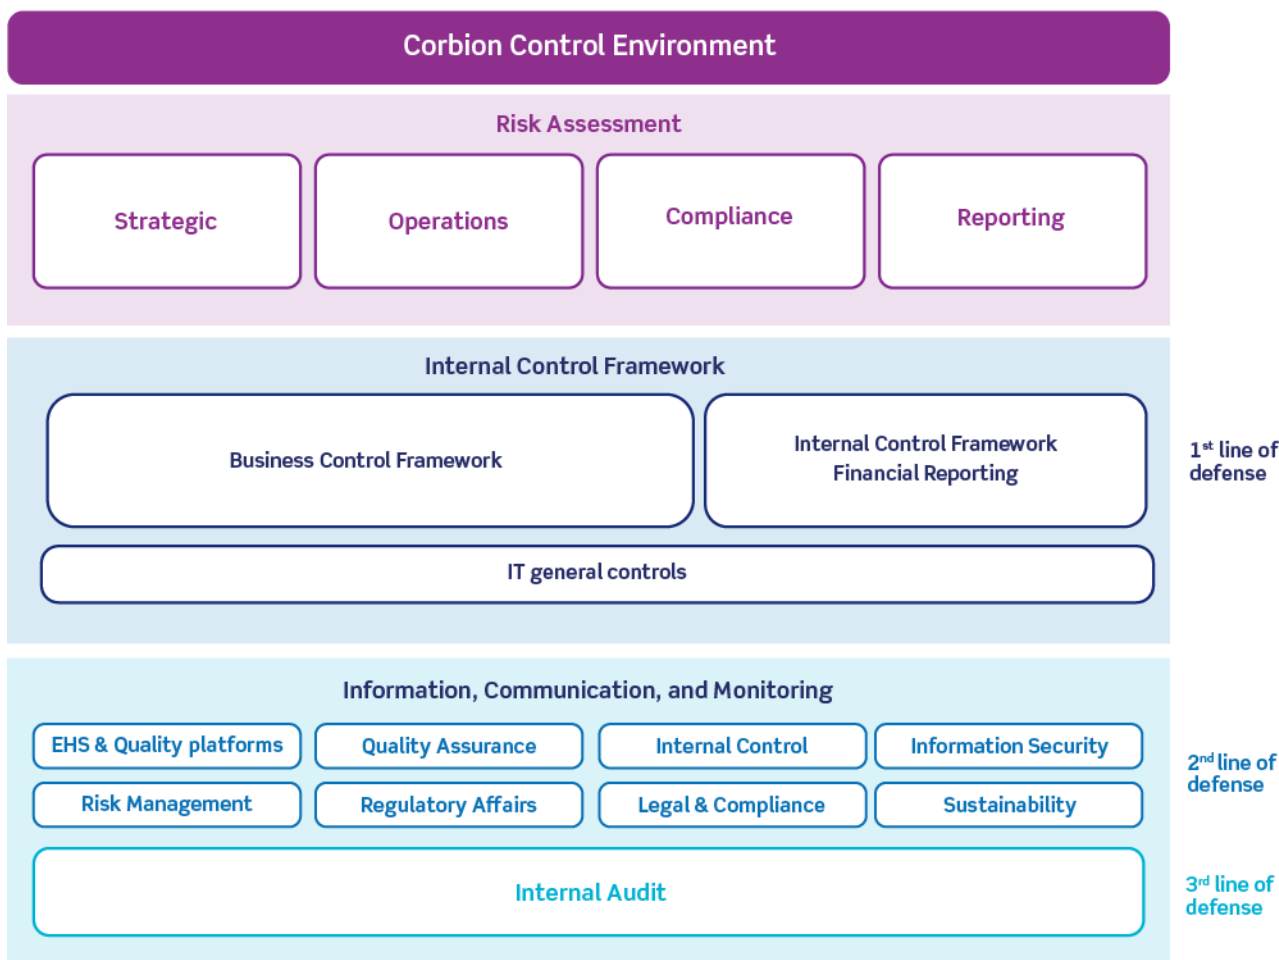 Corbion Control Environment
Risk Assessment
Strategic
Operations
Compliance
Reporting
Internal Control Framework
Business Control Framework
Internal Control Framework
Financial Reporting
1st line of
defense
IT general controls
Information, Communication, and Monitoring
EHS & Quality platforms
Quality Assurance
Internal Control
Information Security
Risk Management
Regulatory Affairs
Legal & Compliance
Sustainability
2nd line of
defense
Internal Audit
3rd line of
defense